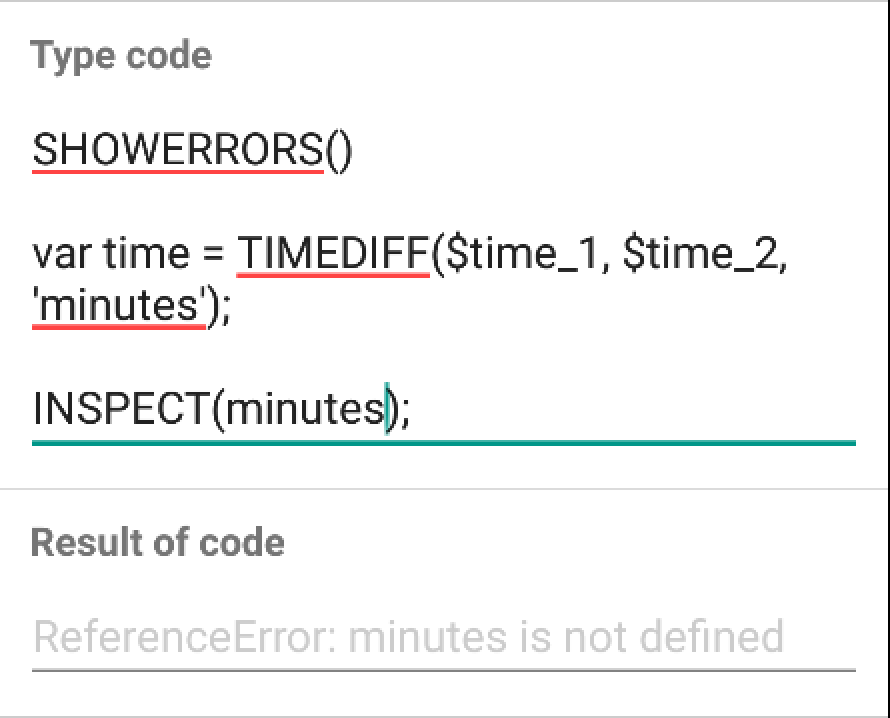 Type code
SHOWERRORS()
var time = TIMEDIFF($time_1, $time_2,
'minutes');
INSPECT(minutes);
Result of code
ReferenceError: minutes is not defined